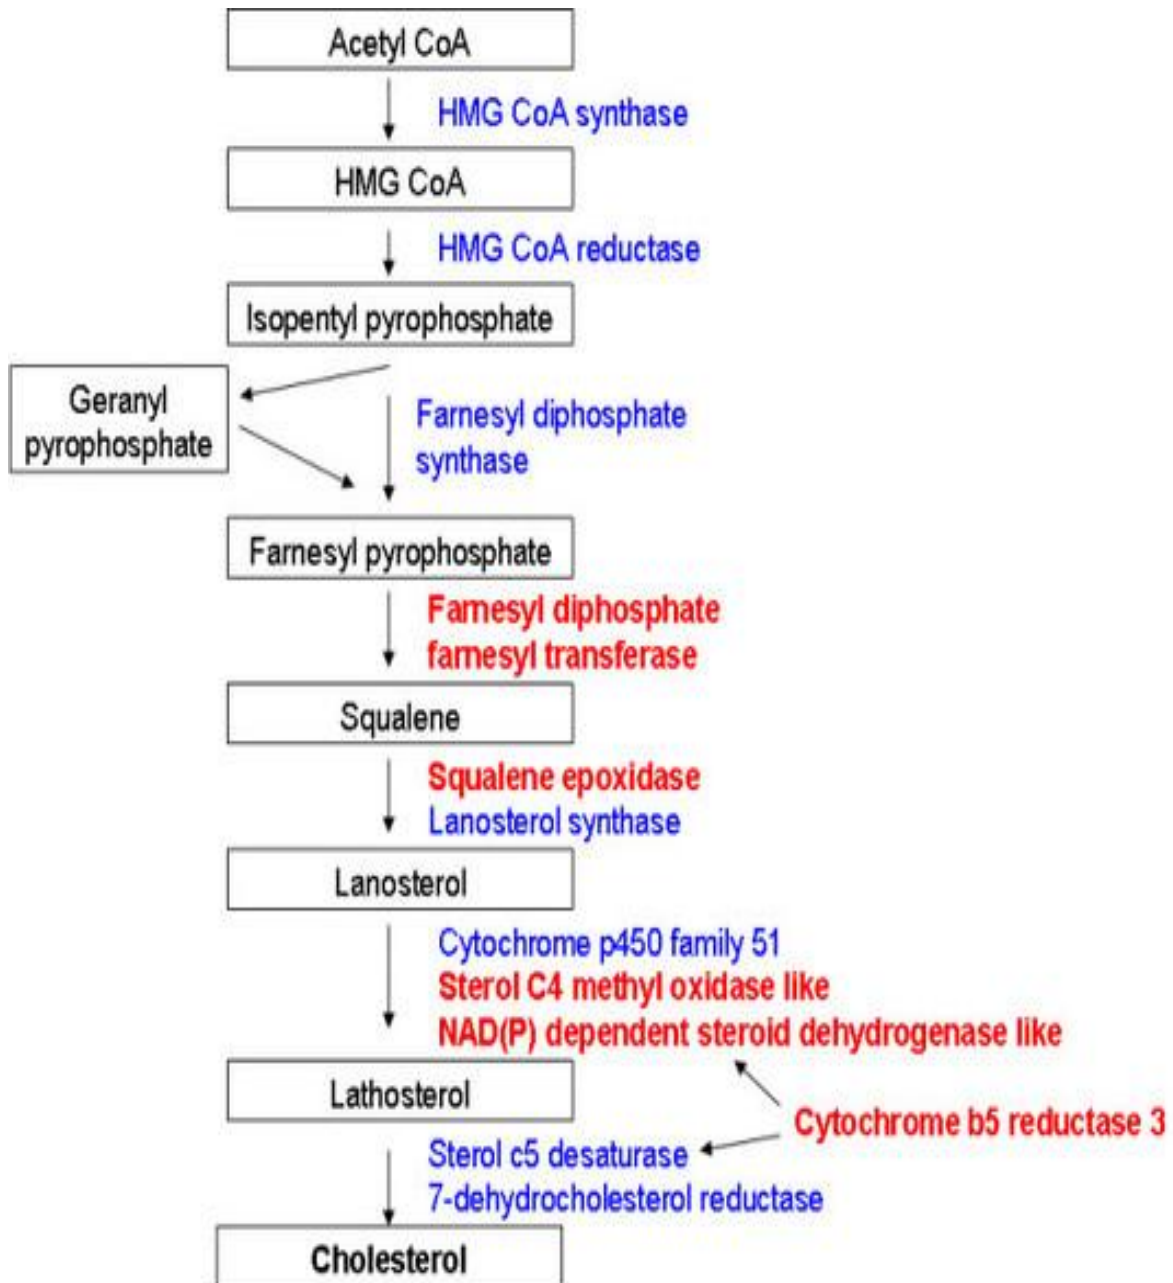 Acetyl CoA
HMG CoA synthase
HMG CoA
HMG CoA reductase
Isopentyl pyrophosphate
Geranyl
pyrophosphate
Farnesyl diphosphate
synthase
Farnesyl pyrophosphate
Farnesyl diphosphate
farnesyl transferase
Squalene
Squalene epoxidase
Lanosterol synthase
Lanosterol
Cytochrome p450 family 51
Sterol C4 methyl oxidase like
NAD(P) dependent steroid dehydrogenase like
Lathosterol
Cytochrome b5 reductase 3
Sterol c5 desaturase
7-dehydrocholesterol reductase
Cholesterol